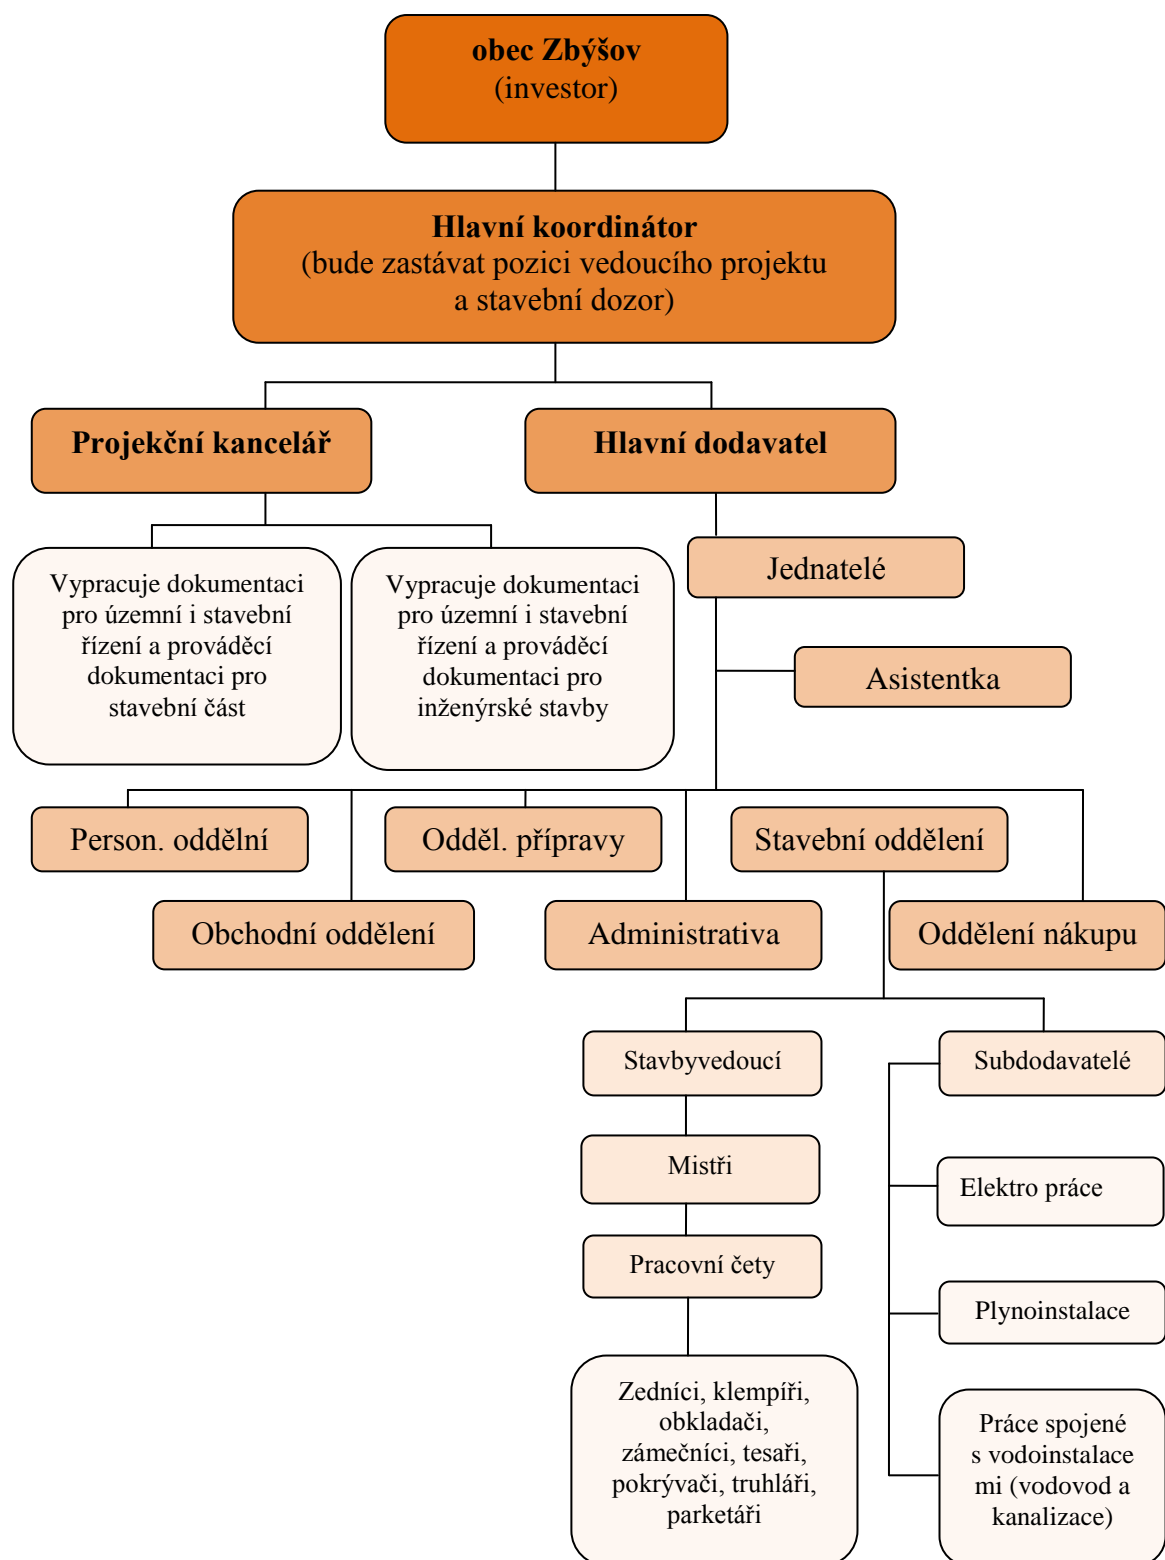 obec Zbýšov
(investor)
Hlavní koordinátor
(bude zastávat pozici vedoucího projektu
a stavební dozor)
Projekční kancelář
Hlavní dodavatel
Vypracuje dokumentaci
pro územní i stavební
řízení a prováděcí
dokumentaci pro
stavební část
Vypracuje dokumentaci
pro územní i stavební
řízení a prováděcí
dokumentaci pro
inženýrské stavby
Jednatelé
Asistentka
Person. oddělní
Odděl. přípravy
Stavební oddělení
Obchodní oddělení
Administrativa
Oddělení nákupu
Stavbyvedoucí
Subdodavatelé
Mistři
Elektro práce
Pracovní čety
Plynoinstalace
Zedníci, klempíři,
obkladači,
zámečníci, tesaři,
pokrývači, truhláři,
parketáři
Práce spojené
s vodoinstalace
mi (vodovod a
kanalizace)